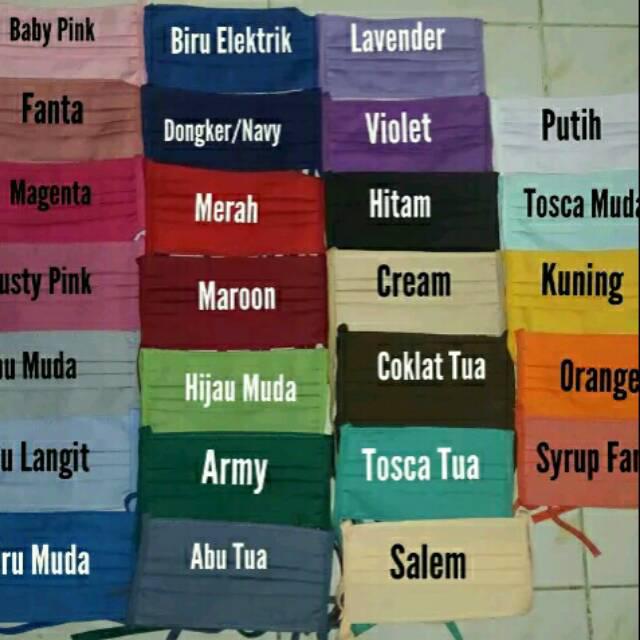 Baby Pink
Fanta
Magenta
usty Pink
u Muda
u Langit
ru Muda
Biru Elektrik
Dongker/Navy
Merah
Maroon
Hijau Muda
Army
Abu Tua
Lavender
Violet
Hitam
Cream
Coklat Tua
Tosca Tua
Salem
Putih
Tosca Muda
Kuning
Orange
Syrup Fan